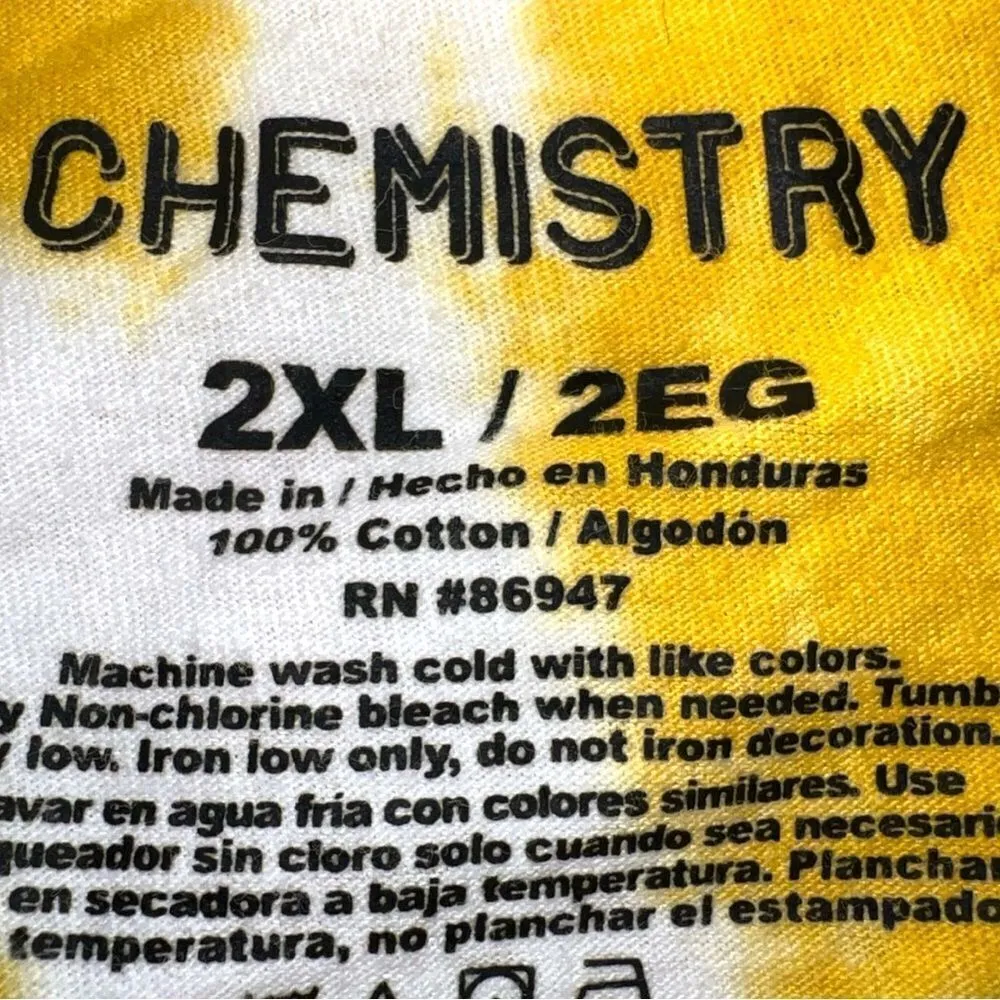 CHEMISTRY
2XL / 2EG
Made in / Hecho en Honduras
100% Cotton / Algodón
RN #86947
Machine wash cold with like colors.
y Non-chlorine bleach when needed. Tumb
low. Iron low only, do not iron decoration.
avar en agua fria con colores similares. Use
queador sin cloro solo cuando sea necesari
en secadora a baja temperatura. Planchar
temperatura, no planchar el estampado